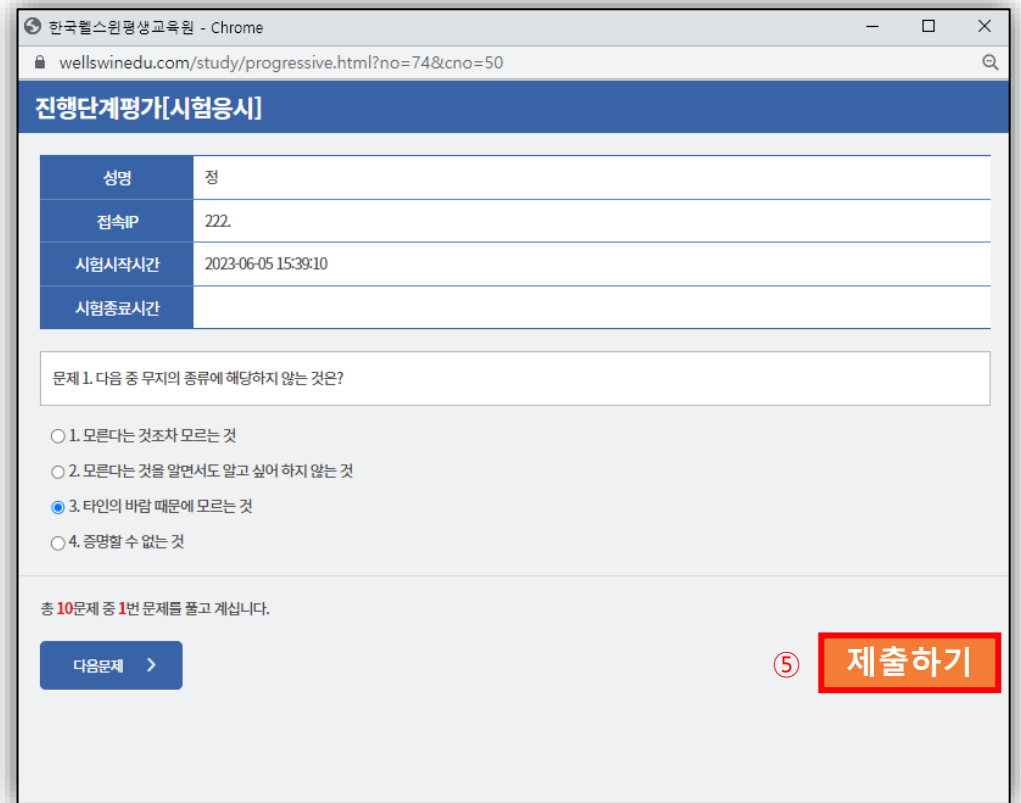 한국웰스윈평생교육원 - Chrome
wellswinedu.com/study/progressive.html?no=74&cno=50
진행단계평가[시험응시]
성명 정
접속IP 222.
시험시작시간 2023-06-05 15:39:10
시험종료시간
문제 1. 다음 중 무지의 종류에 해당하지 않는 것은?
1. 모른다는 것조차 모르는 것
2. 모른다는 것을 알면서도 알고 싶어 하지 않는 것
3. 타인의 바람 때문에 모르는 것
4. 증명할 수 없는 것
총 10문제 중 1번 문제를 풀고 계십니다.
다음문제
⑤ 제출하기